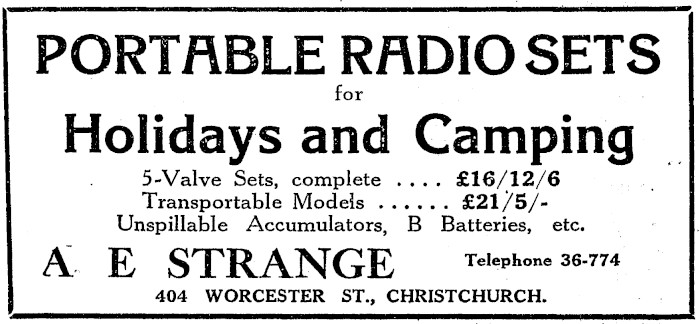 PORTABLE RADIO SETS
for
Holidays and Camping
5-Valve Sets, complete .... £16/12/6
Transportable Models ...... £21/5/-
Unspillable Accumulators, B Batteries, etc.
A E STRANGE Telephone 36-774
404 WORCESTER ST., CHRISTCHURCH.